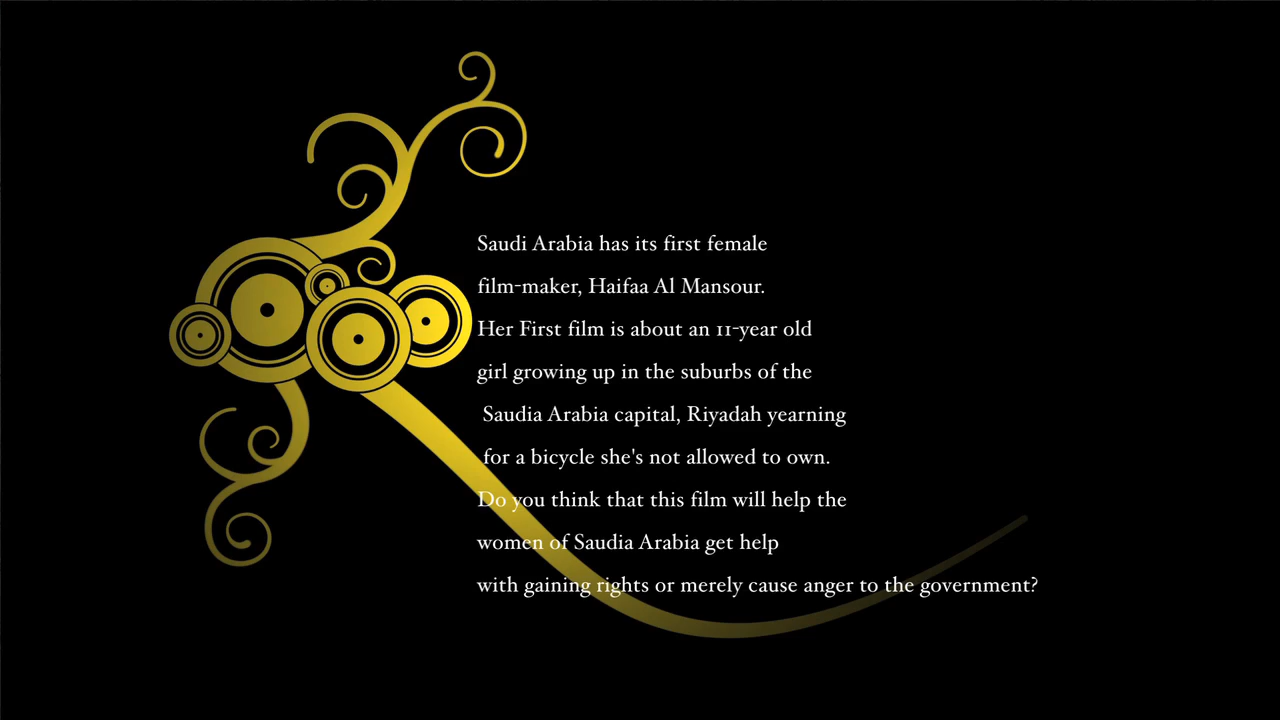 Saudi Arabia has its first female
film-maker, Haifaa Al Mansour.
Her First film is about an 11-year old
girl growing up in the suburbs of the
Saudia Arabia capital, Riyadah yearning
for a bicycle she's not allowed to own.
Do you think that this film will help the
women of Saudia Arabia get help
with gaining rights or merely cause anger to the government?